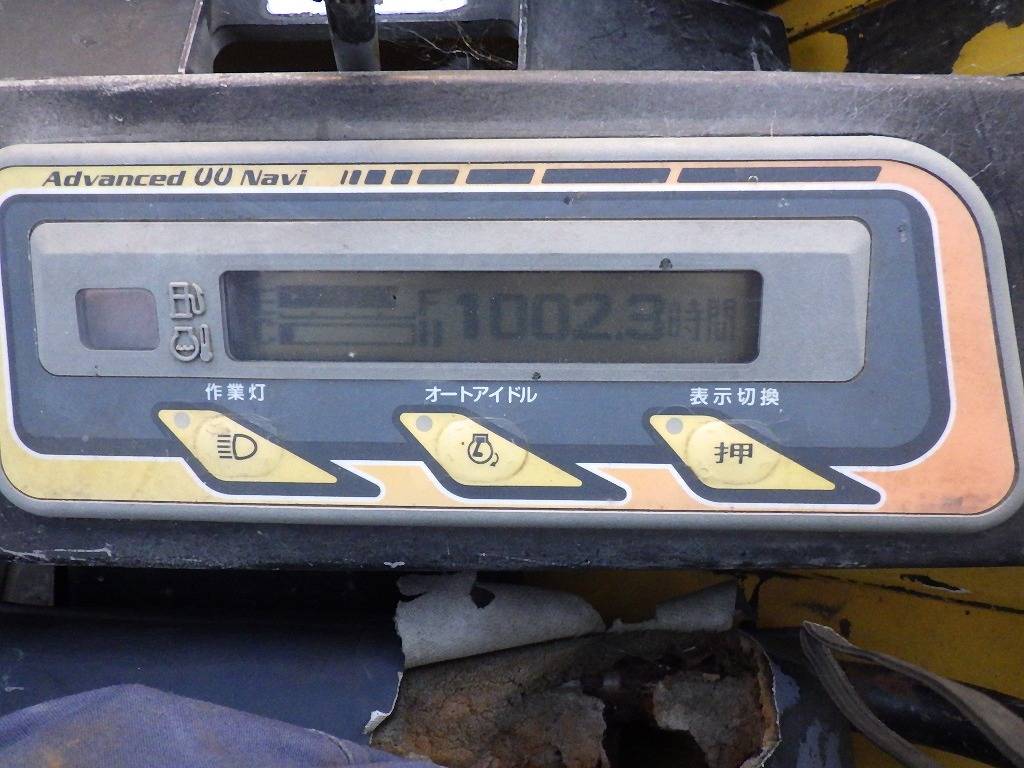 Advanced UU Navi
F 1002.3時間
作業灯 オートアイドル 表示切換
押